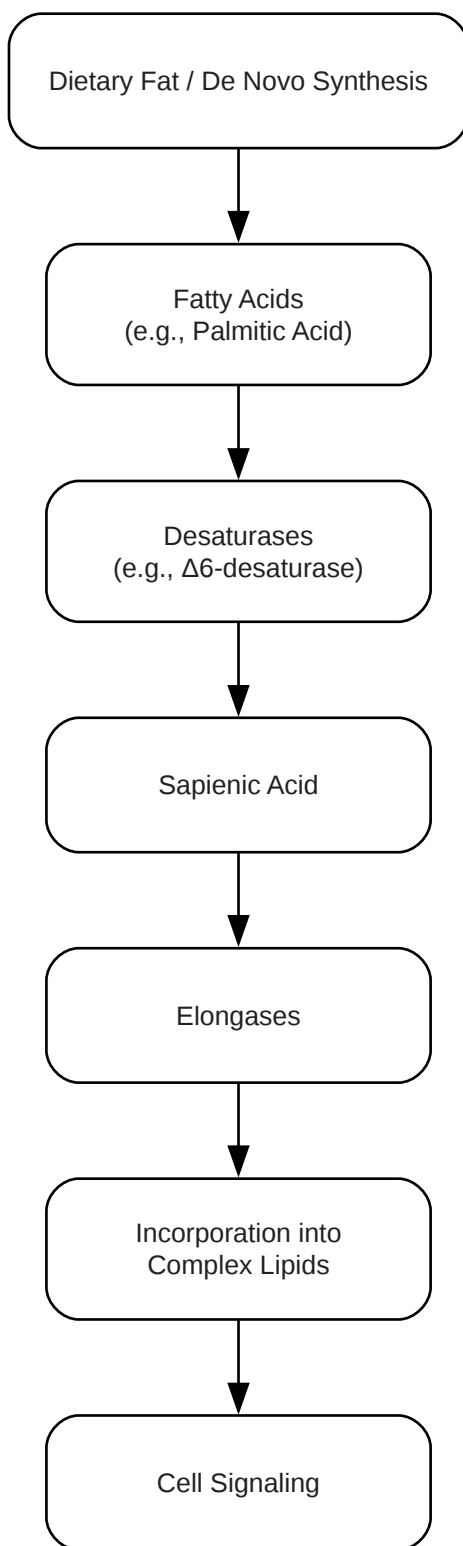 Dietary Fat / De Novo Synthesis
Fatty Acids
(e.g., Palmitic Acid)
Desaturases
(e.g., Δ6-desaturase)
Sapienic Acid
Elongases
Incorporation into
Complex Lipids
Cell Signaling